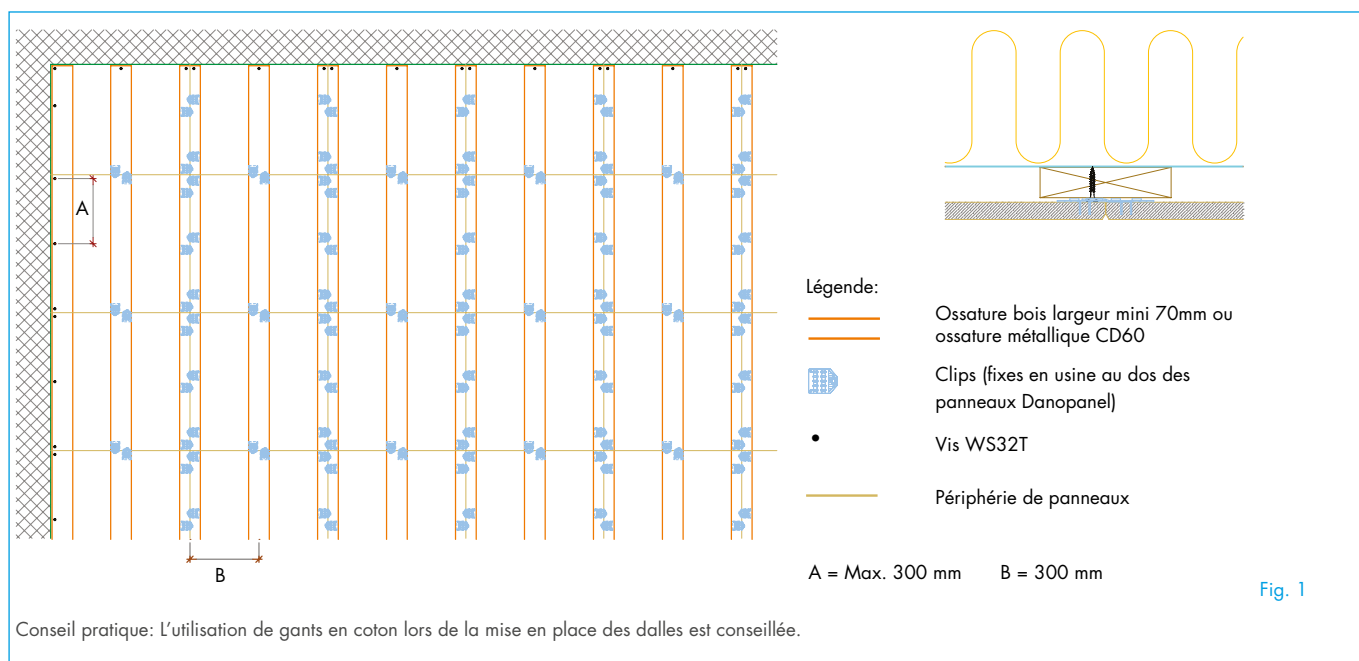 A
B
Légende:
Ossature bois largeur mini 70mm ou
ossature métallique CD60
Clips (fixes en usine au dos des
panneaux Danopanel)
Vis WS32T
Périphérie de panneaux
A = Max. 300 mm B = 300 mm
Fig. 1
Conseil pratique: L'utilisation de gants en coton lors de la mise en place des dalles est conseillée.